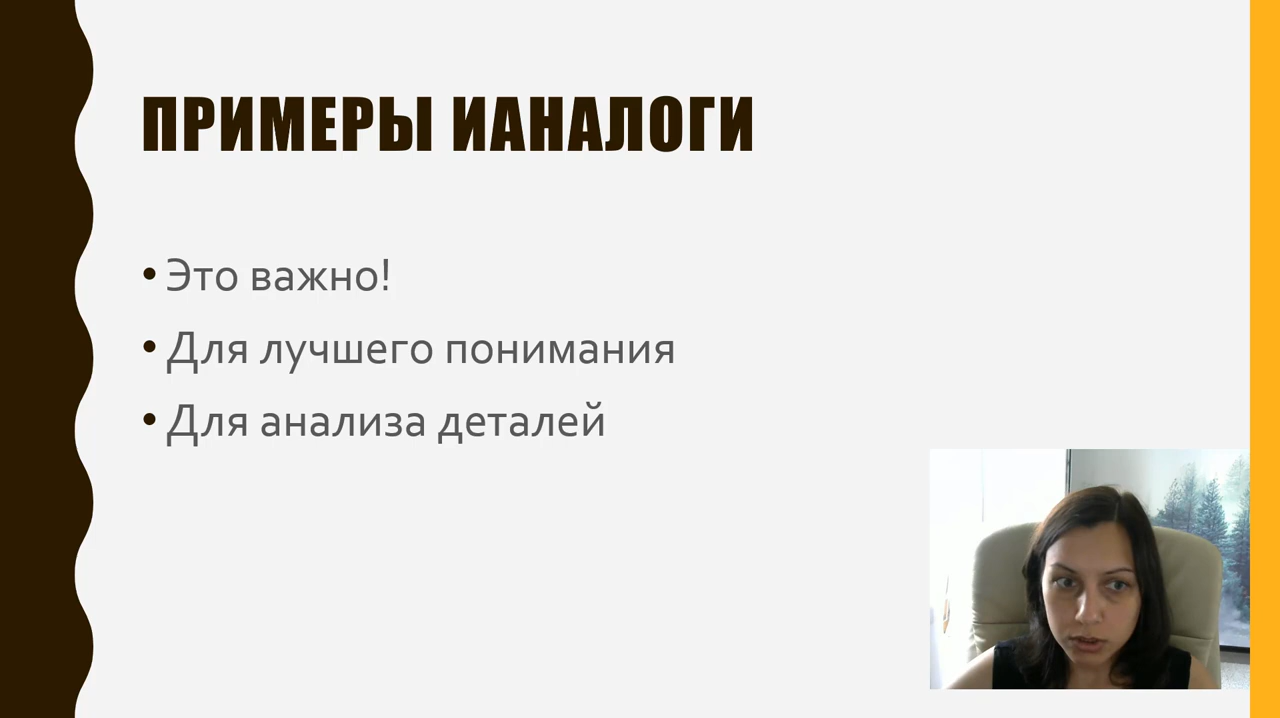 ПРИМЕРЫ ИАНАЛОГИ
• Это важно!
• Для лучшего понимания
• Для анализа деталей